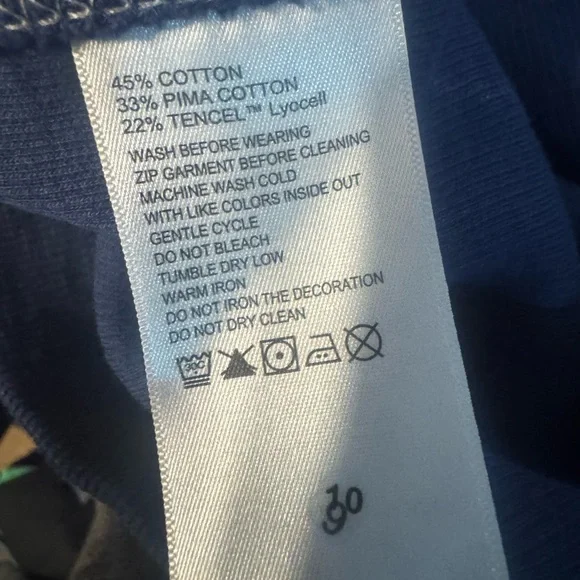 45% COTTON
33% PIMA COTTON
22% TENCEL™ Lyocell
WASH BEFORE WEARING
ZIP GARMENT BEFORE CLEANING
MACHINE WASH COLD
WITH LIKE COLORS INSIDE OUT
GENTLE CYCLE
DO NOT BLEACH
TUMBLE DRY LOW
WARM IRON
DO NOT IRON THE DECORATION
DO NOT DRY CLEAN
30C